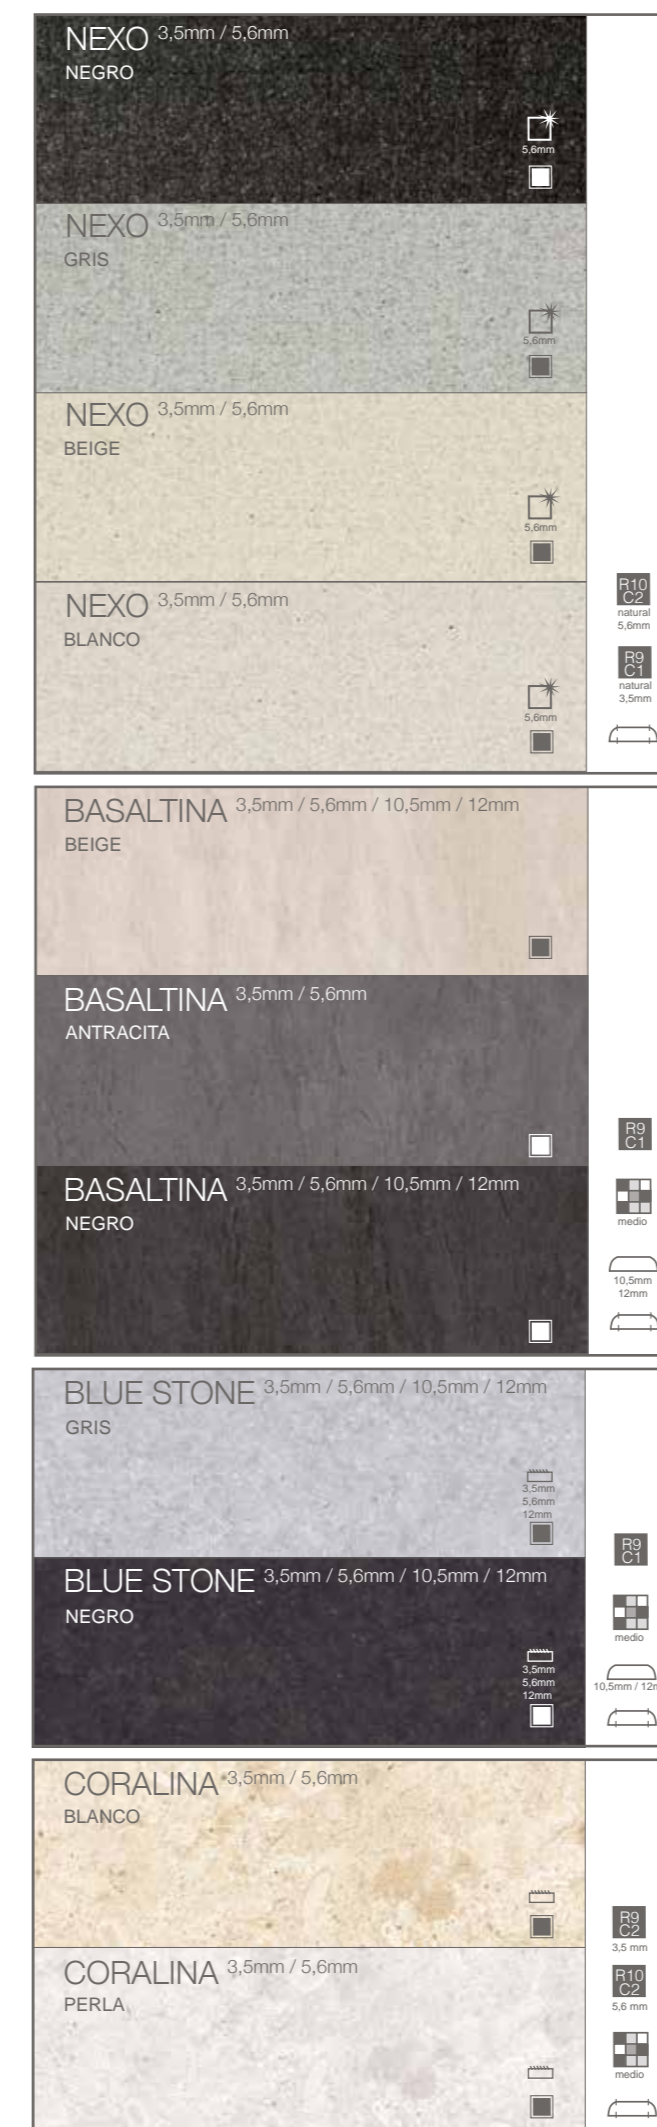 NEXO 3,5mm / 5,6mm
NEGRO
5,6mm
NEXO 3,5mm / 5,6mm
GRIS
5,6mm
NEXO 3,5mm / 5,6mm
BEIGE
5,6mm
NEXO 3,5mm / 5,6mm
BLANCO
5,6mm
R10
C2
natural
5,6mm
R9
C1
natural
3,5mm
BASALTINA 3,5mm / 5,6mm / 10,5mm / 12mm
BEIGE
BASALTINA 3,5mm / 5,6mm
ANTRACITA
BASALTINA 3,5mm / 5,6mm / 10,5mm / 12mm
NEGRO
R9
C1
medio
10,5mm
12mm
BLUE STONE 3,5mm / 5,6mm / 10,5mm / 12mm
GRIS
3,5mm
5,6mm
12mm
BLUE STONE 3,5mm / 5,6mm / 10,5mm / 12mm
NEGRO
3,5mm
5,6mm
12mm
R9
C1
medio
10,5mm / 12m
CORALINA 3,5mm / 5,6mm
BLANCO
CORALINA 3,5mm / 5,6mm
PERLA
R9
C2
3,5 mm
R10
C2
5,6 mm
medio